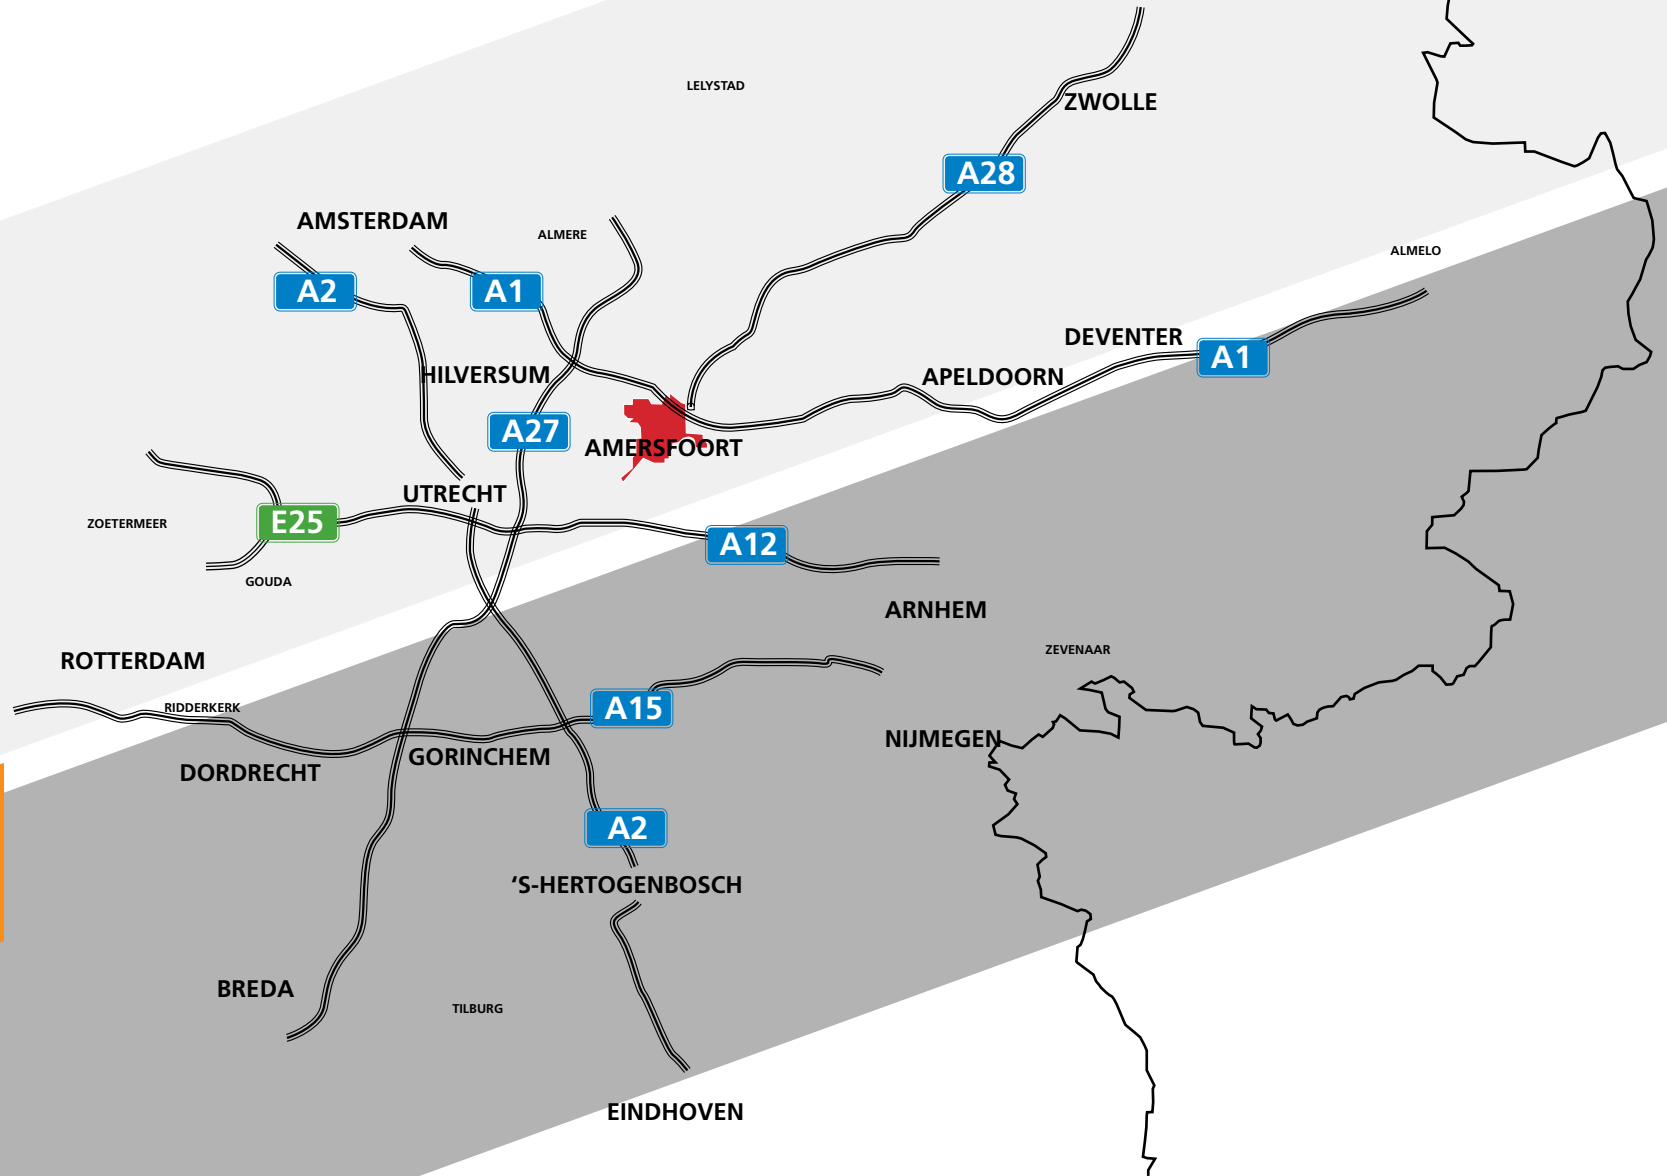 LELYSTAD
ZWOLLE
A28
AMSTERDAM
ALMERE
ALMELO
A2
A1
DEVENTER
A1
HILVERSUM
APELDOORN
A27
AMERSFOORT
UTRECHT
E25
ZOETERMEER
A12
GOUDA
ARNHEM
ZEVENAAR
ROTTERDAM
RIDDERKERK
A15
NIJMEGEN
GORINCHEM
DORDRECHT
A2
‘S-HERTOGENBOSCH
BREDA
TILBURG
EINDHOVEN